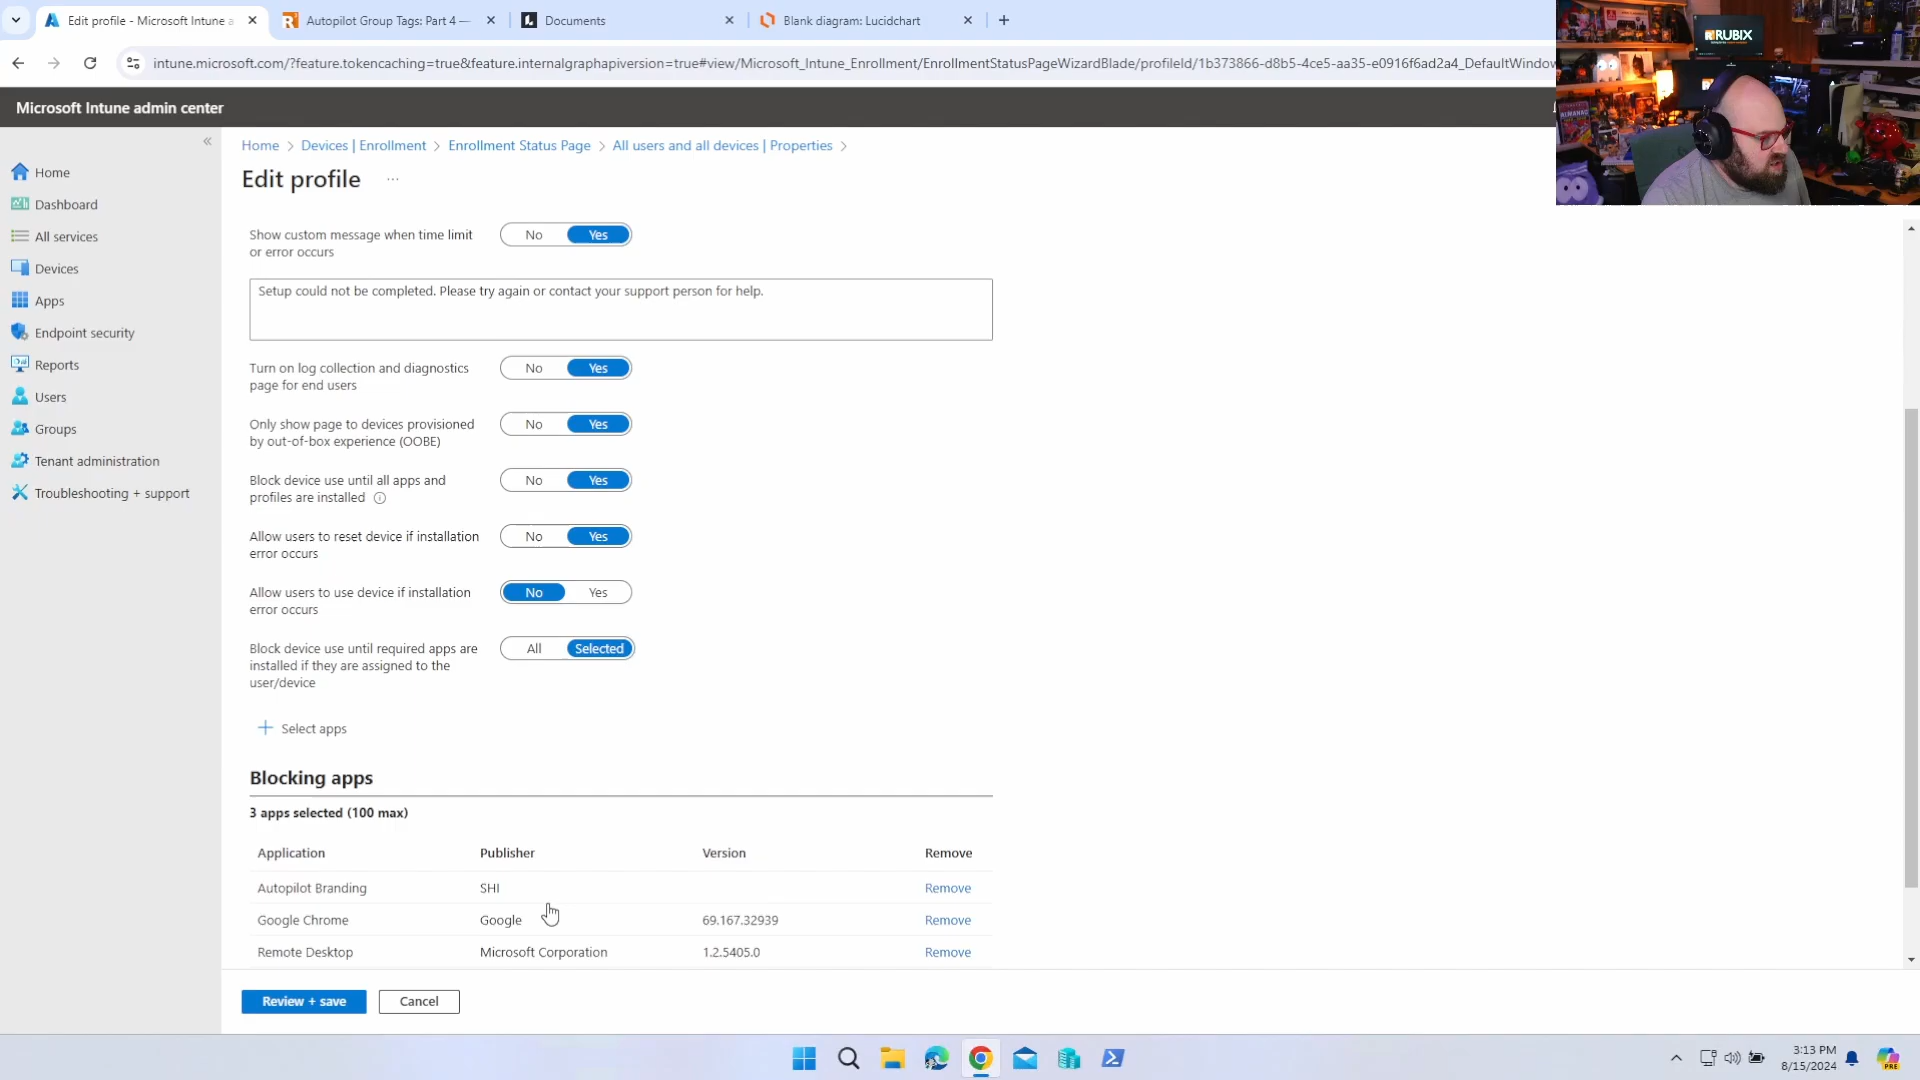 Edit profile - Microsoft Intune a
Autopilot Group Tags: Part 4 —
Documents
Blank diagram: Lucidchart
intune.microsoft.com/?feature.tokencaching=true&feature.internalgraphapiversion=true#view/Microsoft_Intune_Enrollment/EnrollmentStatusPageWizardBlade/profileId/1b373866-d8b5-4ce5-aa35-e0916f6ad2a4_DefaultWindow
RUBIX
Microsoft Intune admin center
Home
Dashboard
All services
Devices
Apps
Endpoint security
Reports
Users
Groups
Tenant administration
Troubleshooting + support
Home > Devices | Enrollment > Enrollment Status Page > All users and all devices | Properties >
Edit profile ...
Show custom message when time limit
or error occurs
No Yes
Setup could not be completed. Please try again or contact your support person for help.
Turn on log collection and diagnostics
page for end users
No Yes
Only show page to devices provisioned
by out-of-box experience (OOBE)
No Yes
Block device use until all apps and
profiles are installed
No Yes
Allow users to reset device if installation
error occurs
No Yes
Allow users to use device if installation
error occurs
No Yes
Block device use until required apps are
installed if they are assigned to the
user/device
All Selected
Select apps
Blocking apps
3 apps selected (100 max)
Application Publisher Version Remove
Autopilot Branding SHI Remove
Google Chrome Google 69.167.32939 Remove
Remote Desktop Microsoft Corporation 1.2.5405.0 Remove
Review + save
Cancel
3:13 PM
8/15/2024
PRE